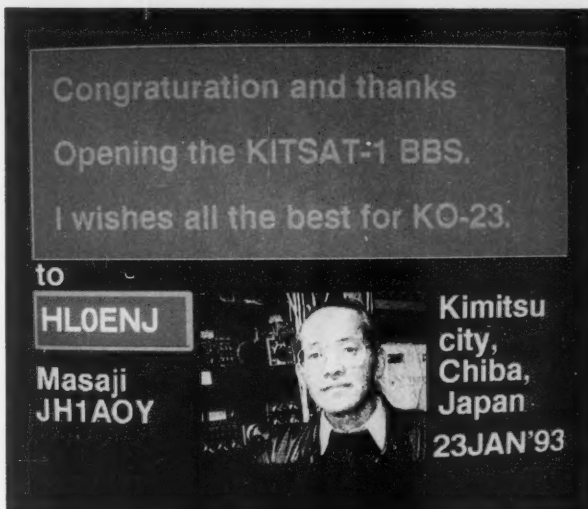 Congraturation and thanks
Opening the KITSAT-1 BBS.
I wishes all the best for KO-23.
to
HL0ENJ
Masaji
JH1AOY
Kimitsu
city,
Chiba,
Japan
23JAN'93